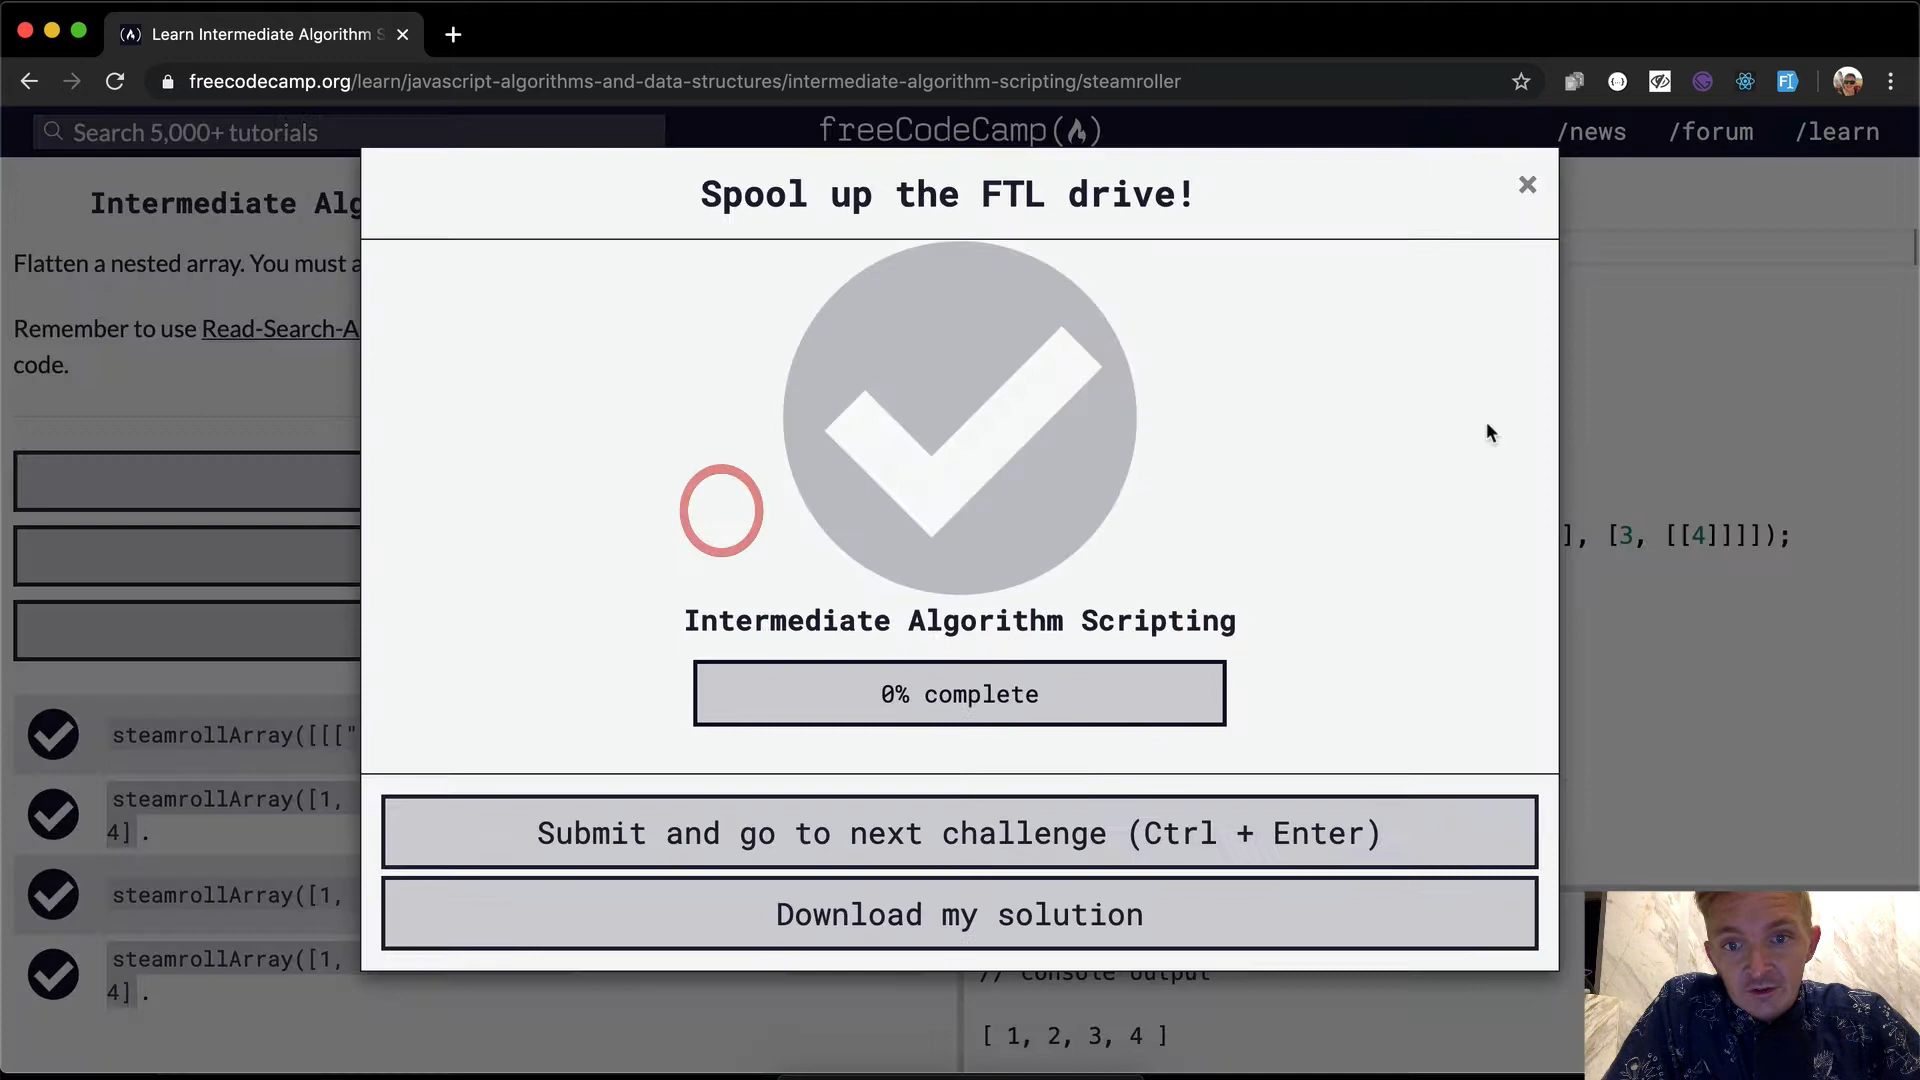 Learn Intermediate Algorithm S
freecodecamp.org/learn/javascript-algorithms-and-data-structures/intermediate-algorithm-scripting/steamroller
Search 5,000+ tutorials
freeCodeCamp
/news
/forum
/learn
Spool up the FTL drive!
×
Intermediate Alg
Flatten a nested array. You must a
Remember to use Read-Search-A
code.
], [3, [[4]]]]);
Intermediate Algorithm Scripting
0% complete
steamrollArray([[["
steamrollArray([1,
4] .
steamrollArray([1,
steamrollArray([1,
4] .
Submit and go to next challenge (Ctrl + Enter)
Download my solution
// console output
[ 1, 2, 3, 4 ]